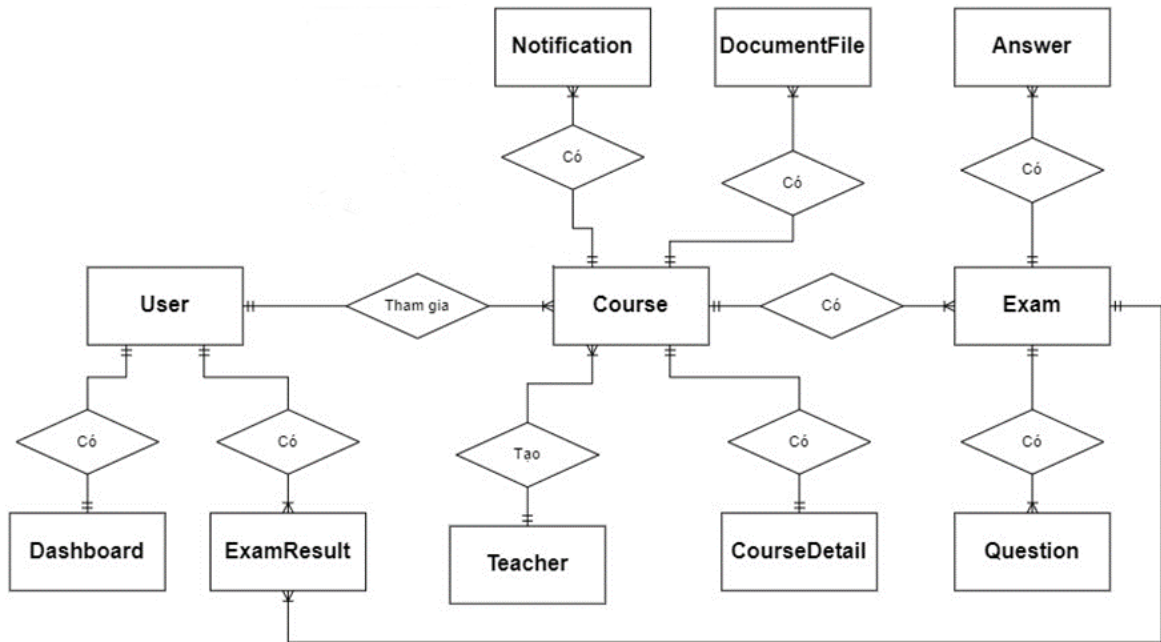 Notification
DocumentFile
Answer
Có
Có
Có
User
Tham gia
Course
Có
Exam
Có
Có
Tạo
Có
Có
Dashboard
ExamResult
Teacher
CourseDetail
Question